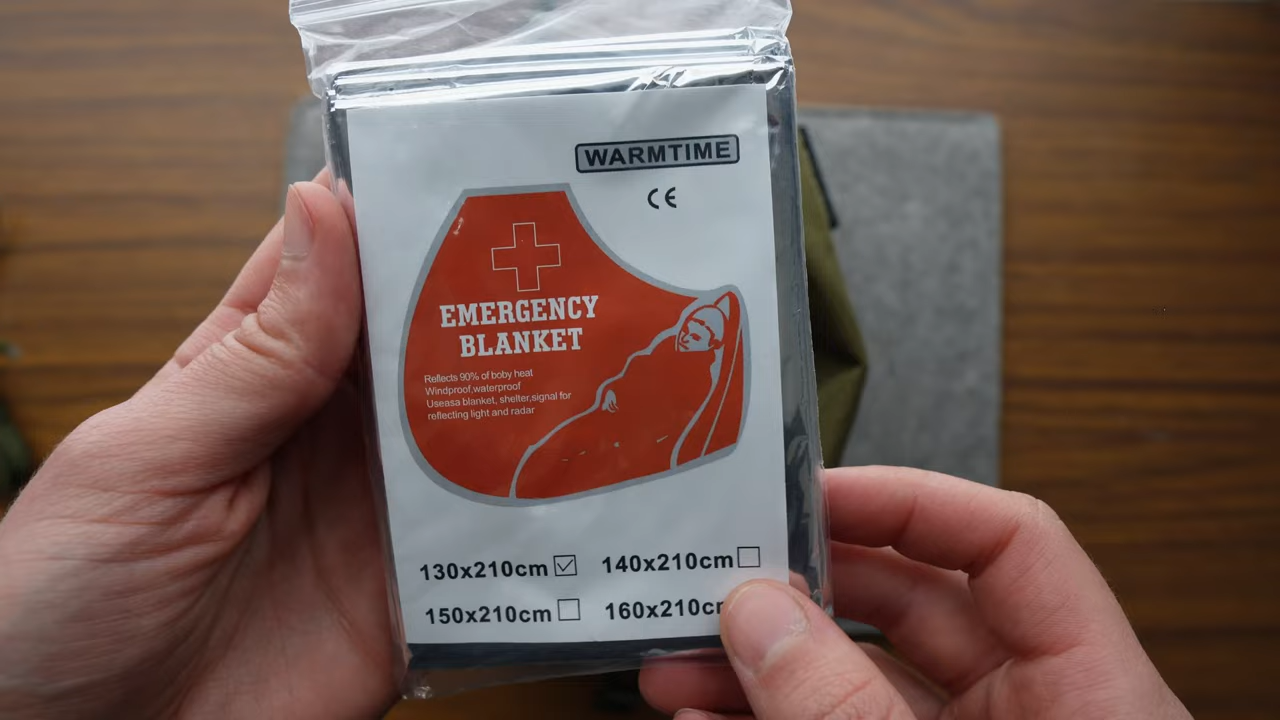 WARMTIME
CE
EMERGENCY
BLANKET
Reflects 90% of boby heat
Windproof,waterproof
Useasa blanket, shelter,signal for
reflecting light and radar
130x210cm 140x210cm
150x210cm 160x210c